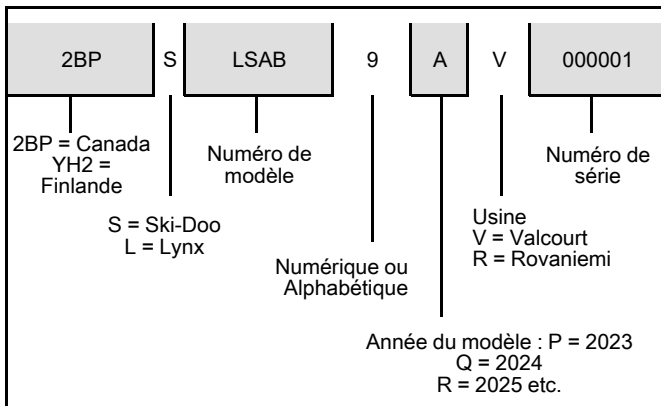 2BP S LSAB 9 A V 000001
2BP = Canada
YH2 =
Finlande
Numéro de
modèle
Numéro de
série
S = Ski-Doo
L = Lynx
Usine
V = Valcourt
R = Rovaniemi
Numérique ou
Alphabétique
Année du modèle : P = 2023
Q = 2024
R = 2025 etc.